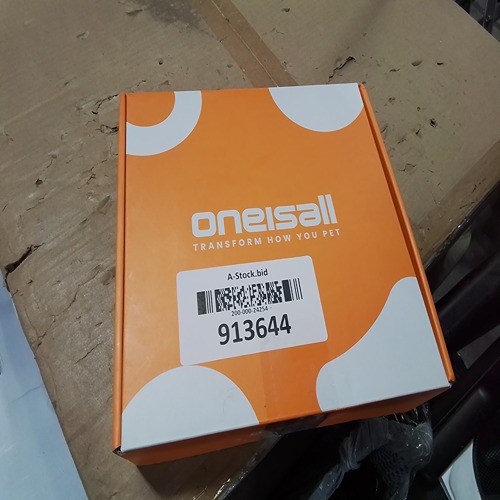 oneisall
TRANSFORM HOW YOU PET
A-Stock.bid
200-000-24254
913644